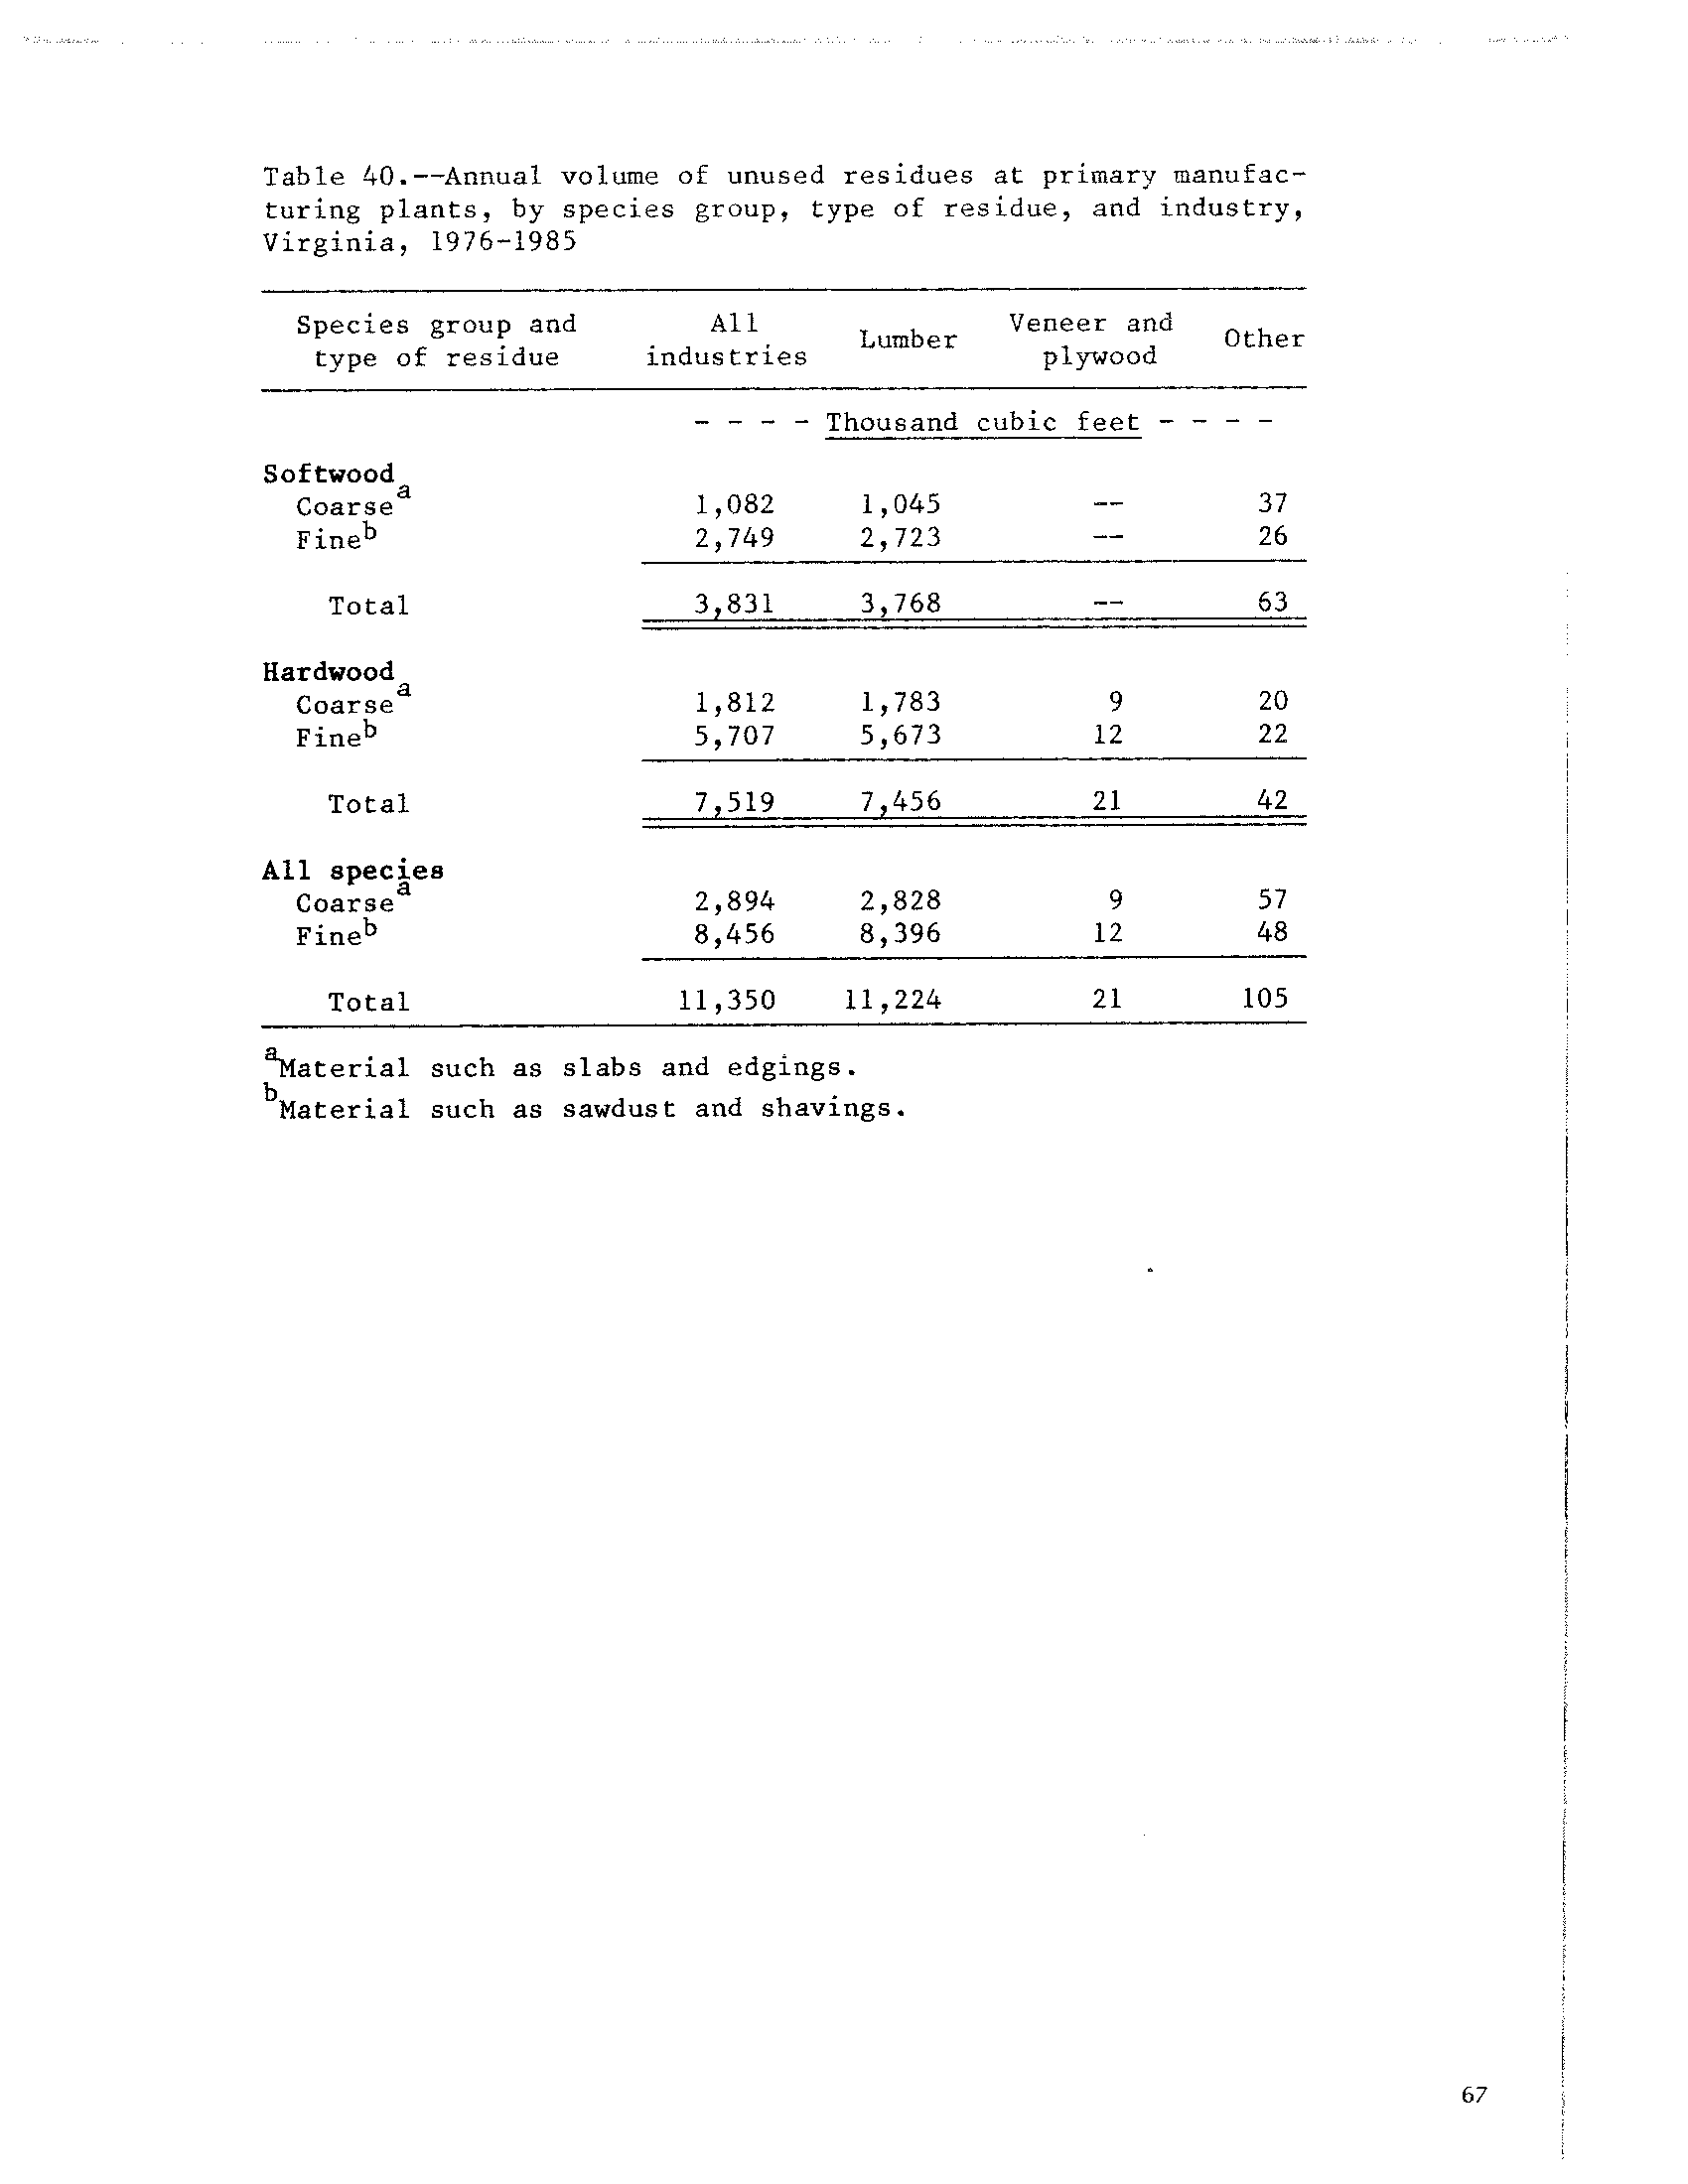 Table 40.--Annual volume of unused residues at primary manufac-
turing plants, by species group, type of residue, and industry,
Virginia, 1976-1985
Species group and type of residue All industries Lumber Veneer and plywood Other
- - - - Thousand cubic feet - - - -
Softwood
Coarse^a 1,082 1,045 -- 37
Fine^b 2,749 2,723 -- 26
Total 3,831 3,768 -- 63
Hardwood
Coarse^a 1,812 1,783 9 20
Fine^b 5,707 5,673 12 22
Total 7,519 7,456 21 42
All species
Coarse^a 2,894 2,828 9 57
Fine^b 8,456 8,396 12 48
Total 11,350 11,224 21 105
^aMaterial such as slabs and edgings.
^bMaterial such as sawdust and shavings.
67